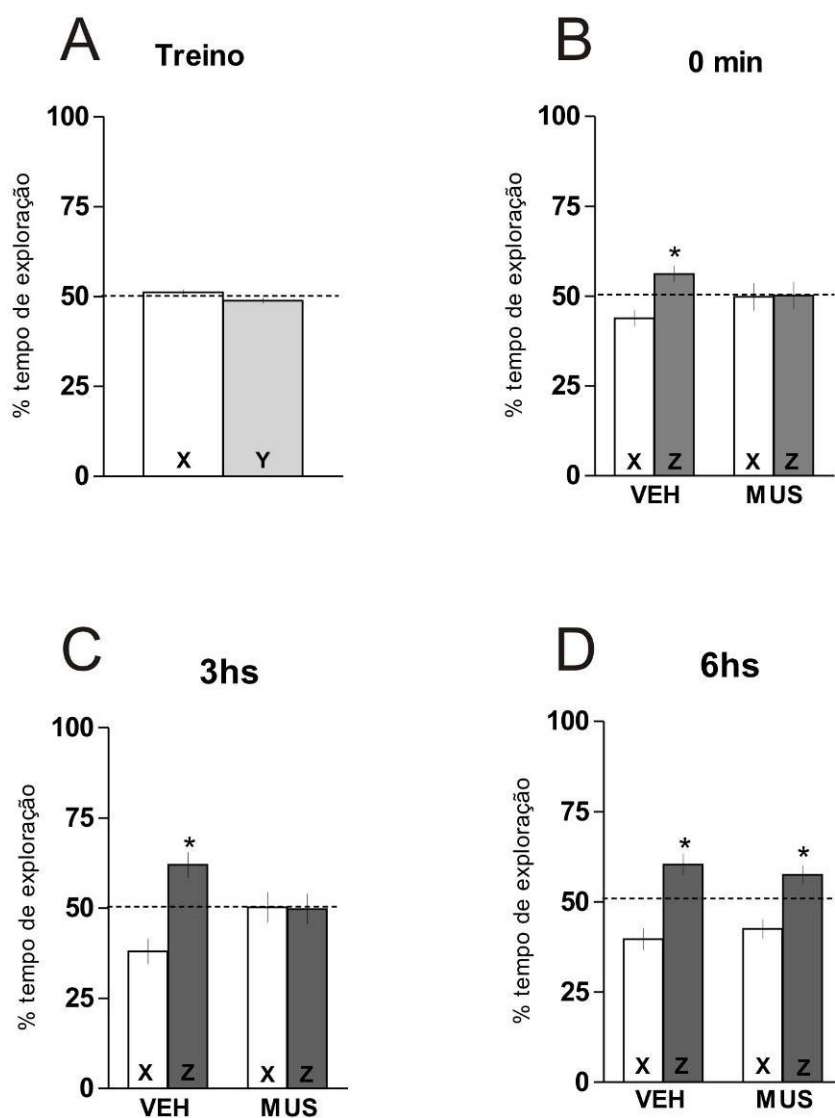 A
Treino
% tempo de exploração
100
75
50
25
0
X Y
B
0 min
% tempo de exploração
100
75
50
25
0
*
X Z X Z
VEH MUS
C
3hs
% tempo de exploração
100
75
50
25
0
*
X Z X Z
VEH MUS
D
6hs
% tempo de exploração
100
75
50
25
0
* *
X Z X Z
VEH MUS